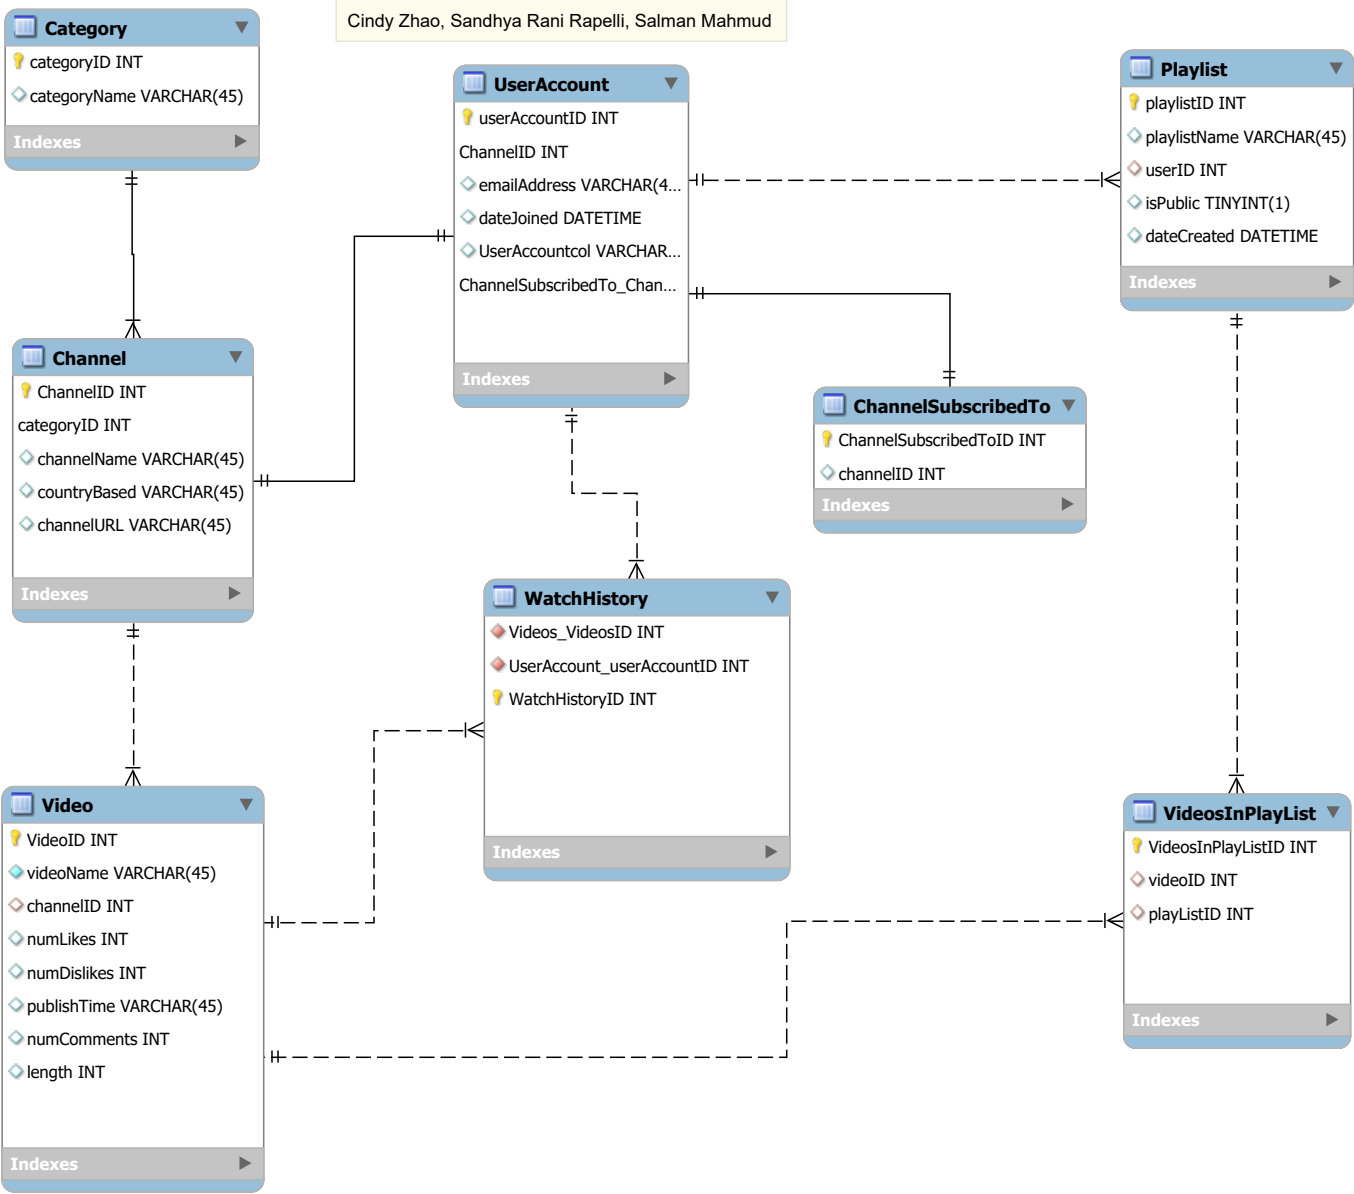 Cindy Zhao, Sandhya Rani Rapelli, Salman Mahmud
Category
categoryID INT
categoryName VARCHAR(45)
Indexes
UserAccount
userAccountID INT
ChannelID INT
emailAddress VARCHAR(4...
dateJoined DATETIME
UserAccountcol VARCHAR...
ChannelSubscribedTo_Chan...
Indexes
Playlist
playlistID INT
playlistName VARCHAR(45)
userID INT
isPublic TINYINT(1)
dateCreated DATETIME
Indexes
Channel
ChannelID INT
categoryID INT
channelName VARCHAR(45)
countryBased VARCHAR(45)
channelURL VARCHAR(45)
Indexes
ChannelSubscribedTo
ChannelSubscribedToID INT
channelID INT
Indexes
WatchHistory
Videos_VideosID INT
UserAccount_userAccountID INT
WatchHistoryID INT
Indexes
Video
VideoID INT
videoName VARCHAR(45)
channelID INT
numLikes INT
numDislikes INT
publishTime VARCHAR(45)
numComments INT
length INT
Indexes
VideosInPlayList
VideosInPlayListID INT
videoID INT
playListID INT
Indexes